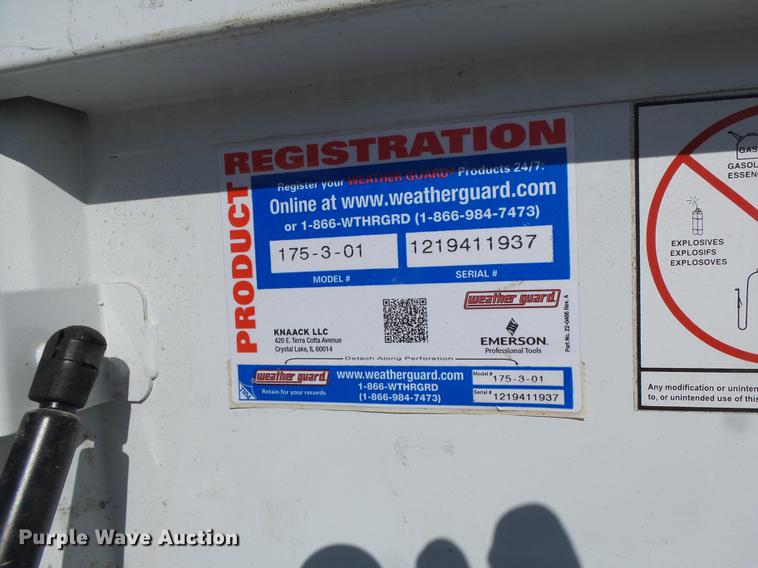 PRODUCT
REGISTRATION
Register your WEATHER GUARD® Products 24/7:
Online at www.weatherguard.com
or 1-866-WTHRGRD (1-866-984-7473)
175-3-01
1219411937
MODEL #
SERIAL #
weather guard
KNAACK LLC
420 E. Terra Cotta Avenue
Crystal Lake, IL 60014
EMERSON
Professional Tools
Part No. 22-0466 Rev. A
Detach Along Perforation
weather guard
Retain for your records
www.weatherguard.com
1-866-WTHRGRD
(1-866-984-7473)
Model # 175-3-01
Serial # 1219411937
GAS
GASOL
ESSEN
EXPLOSIVES
EXPLOSIFS
EXPLOSOVES
Any modification or uninten
to, or unintended use of this
Purple Wave Auction